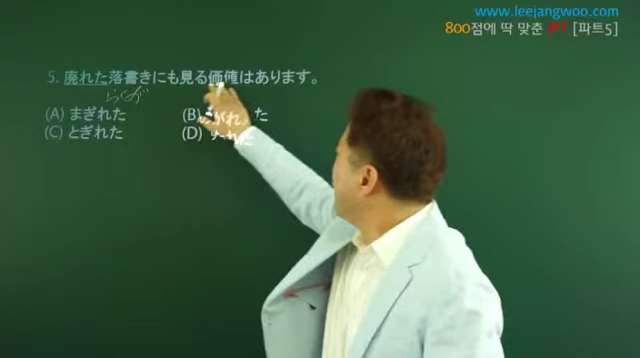 www.leejangwoo.com
800점에 딱 맞춘 JPT [파트5]
5. 廃れた落書きにも見る価値はあります。
らくが
(A) まぎれた (B) た
(C) とぎれた (D)